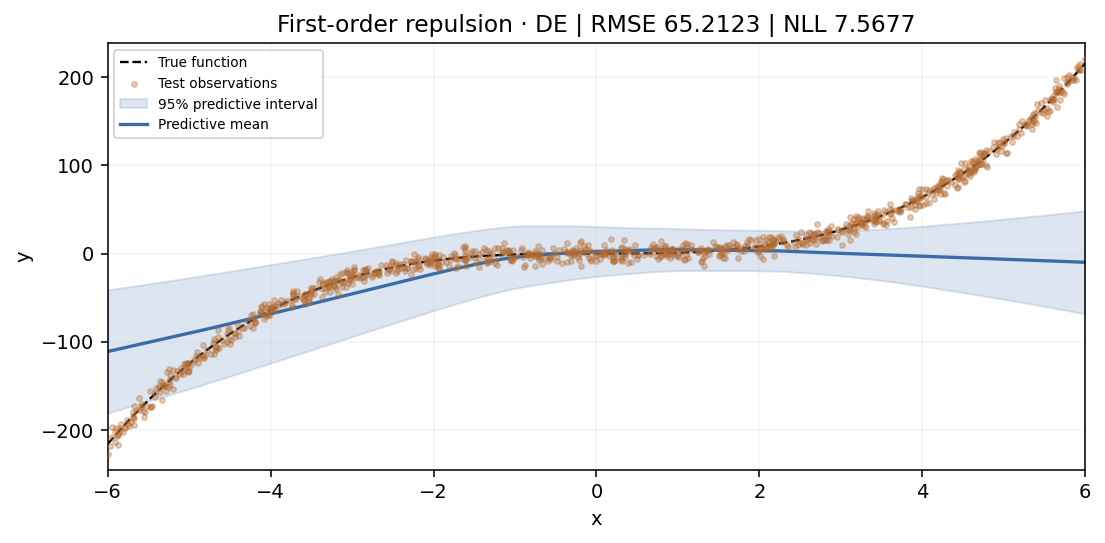 First-order repulsion · DE | RMSE 65.2123 | NLL 7.5677
True function
Test observations
95% predictive interval
Predictive mean
y
200
100
0
−100
−200
−6
−4
−2
0
2
4
6
x